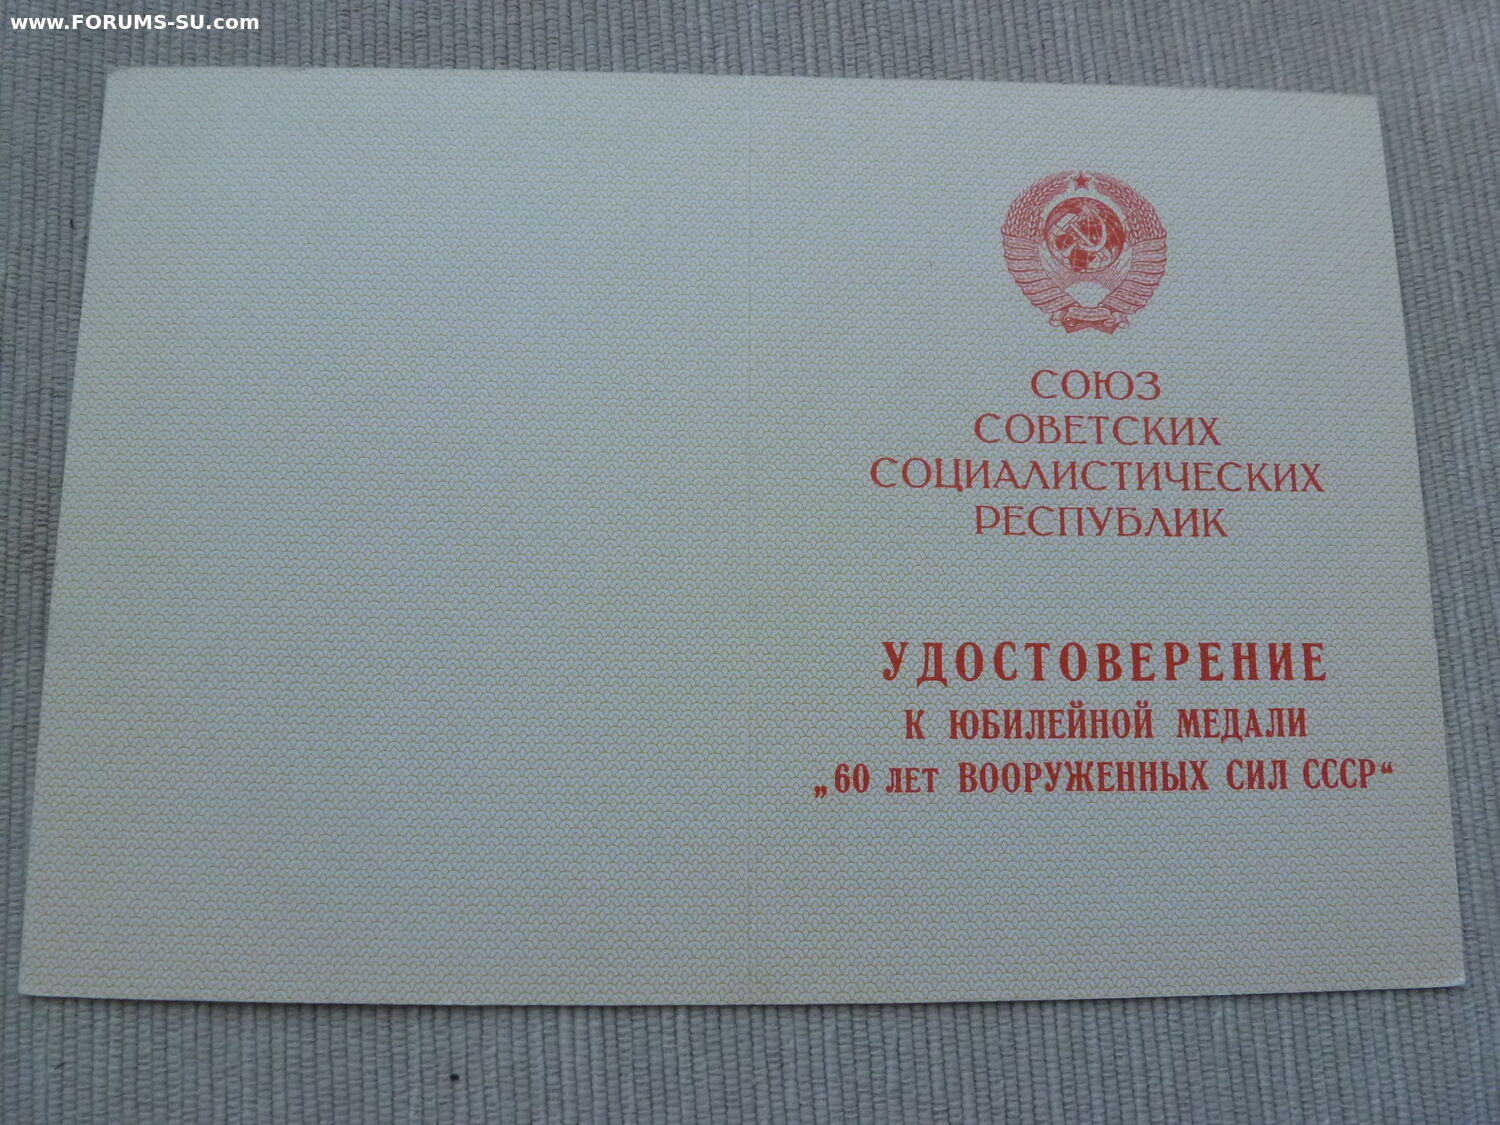 www.FORUMS-SU.com
СОЮЗ
СОВЕТСКИХ
СОЦИАЛИСТИЧЕСКИХ
РЕСПУБЛИК
УДОСТОВЕРЕНИЕ
К ЮБИЛЕЙНОЙ МЕДАЛИ
„60 ЛЕТ ВООРУЖЕННЫХ СИЛ СССР“